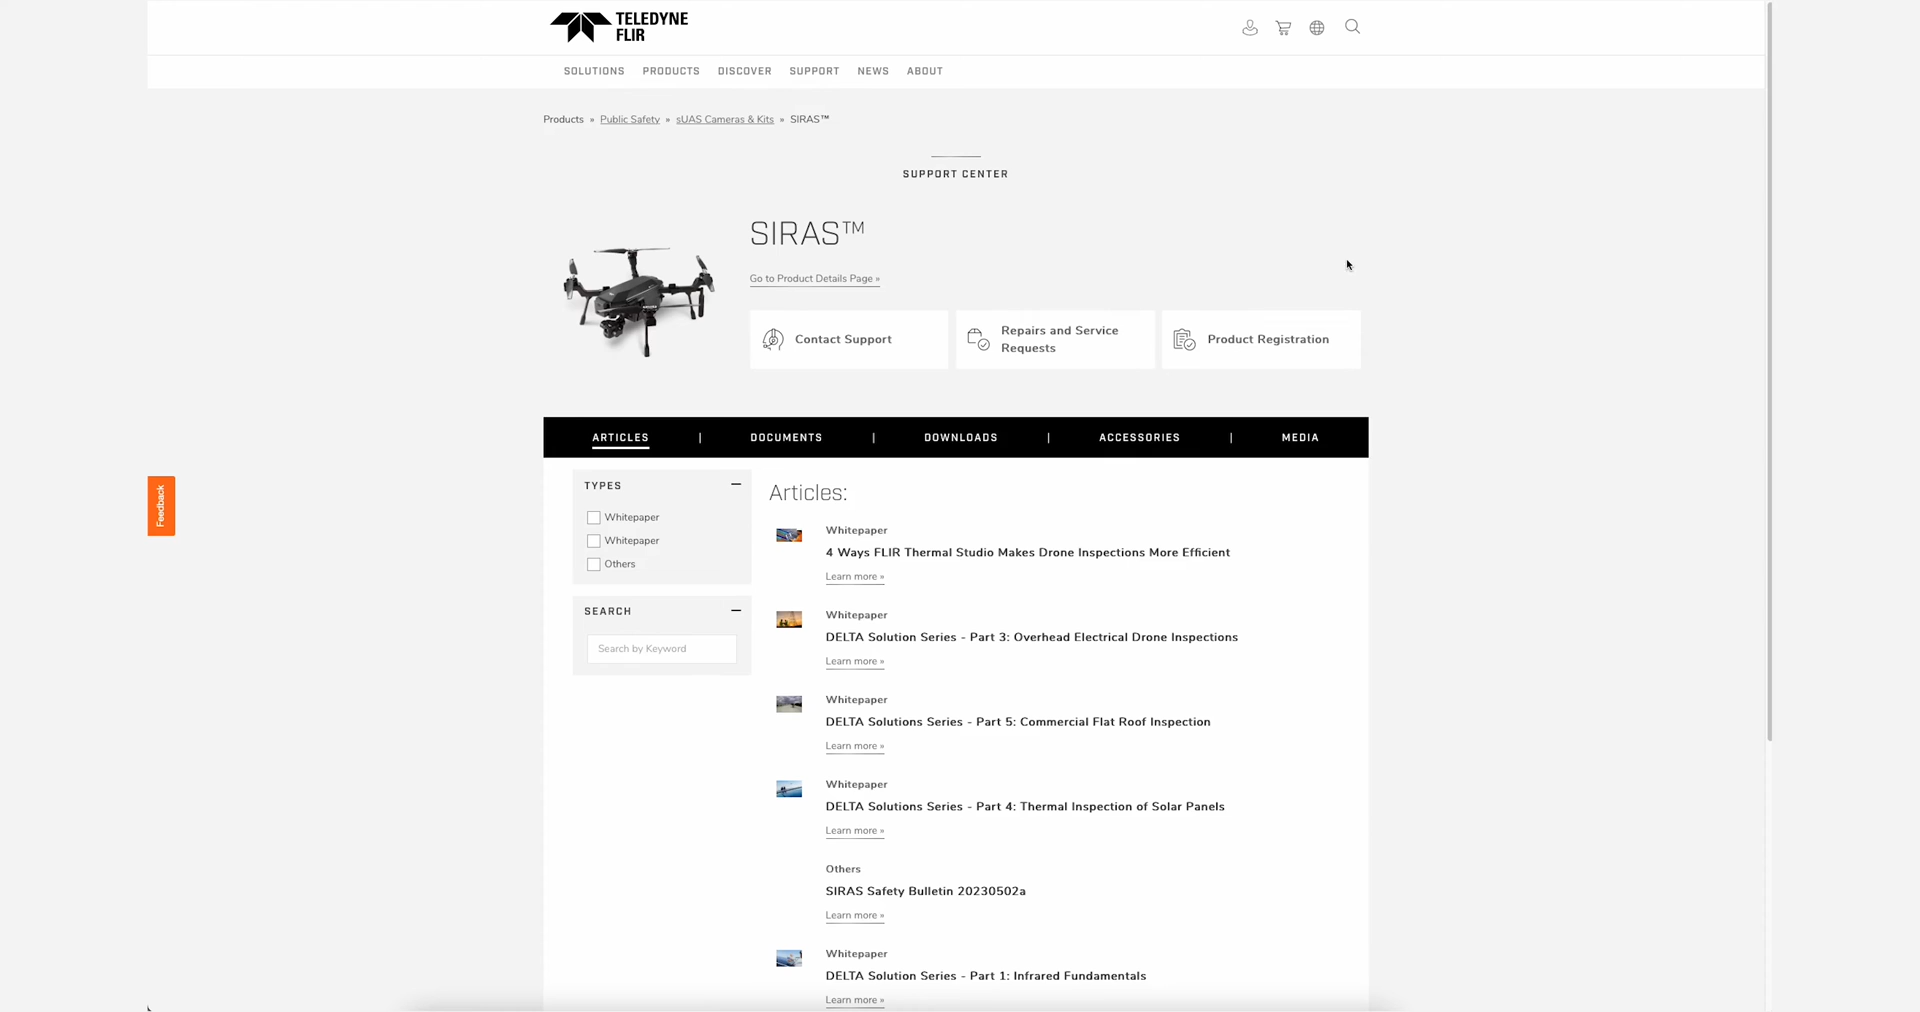 TELEDYNE
FLIR
SOLUTIONS PRODUCTS DISCOVER SUPPORT NEWS ABOUT
Products » Public Safety » sUAS Cameras & Kits » SIRAS™
SUPPORT CENTER
SIRAS™
Go to Product Details Page »
Contact Support
Repairs and Service
Requests
Product Registration
ARTICLES | DOCUMENTS | DOWNLOADS | ACCESSORIES | MEDIA
Feedback
TYPES
Whitepaper
Whitepaper
Others
SEARCH
Search by Keyword
Articles:
Whitepaper
4 Ways FLIR Thermal Studio Makes Drone Inspections More Efficient
Learn more »
Whitepaper
DELTA Solution Series - Part 3: Overhead Electrical Drone Inspections
Learn more »
Whitepaper
DELTA Solutions Series - Part 5: Commercial Flat Roof Inspection
Learn more »
Whitepaper
DELTA Solutions Series - Part 4: Thermal Inspection of Solar Panels
Learn more »
Others
SIRAS Safety Bulletin 20230502a
Learn more »
Whitepaper
DELTA Solution Series - Part 1: Infrared Fundamentals
Learn more »